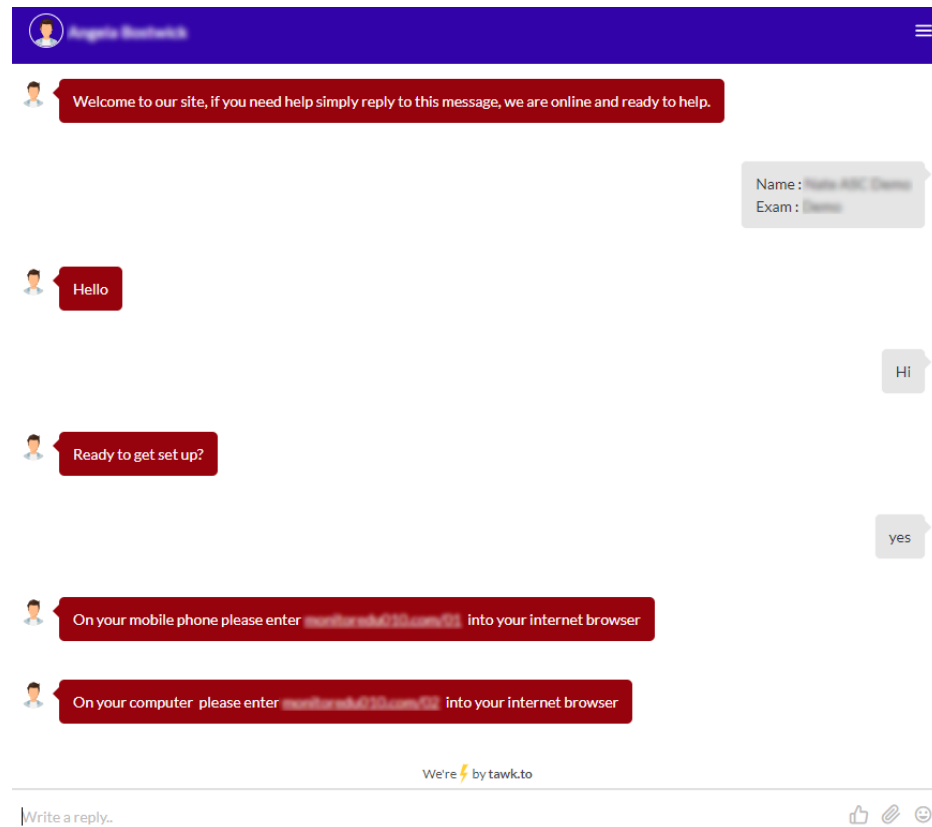 Welcome to our site, if you need help simply reply to this message, we are online and ready to help.
Name :
Exam :
Hello
Hi
Ready to get set up?
yes
On your mobile phone please enter into your internet browser
On your computer please enter into your internet browser
We're by tawk.to
Write a reply..